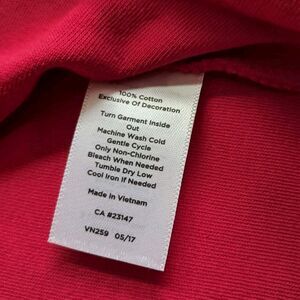 100% Cotton
Exclusive Of Decoration
Turn Garment Inside
Out
Machine Wash Cold
Gentle Cycle
Only Non-Chlorine
Bleach When Needed
Tumble Dry Low
Cool Iron If Needed
Made in Vietnam
CA #23147
VN259 05/17